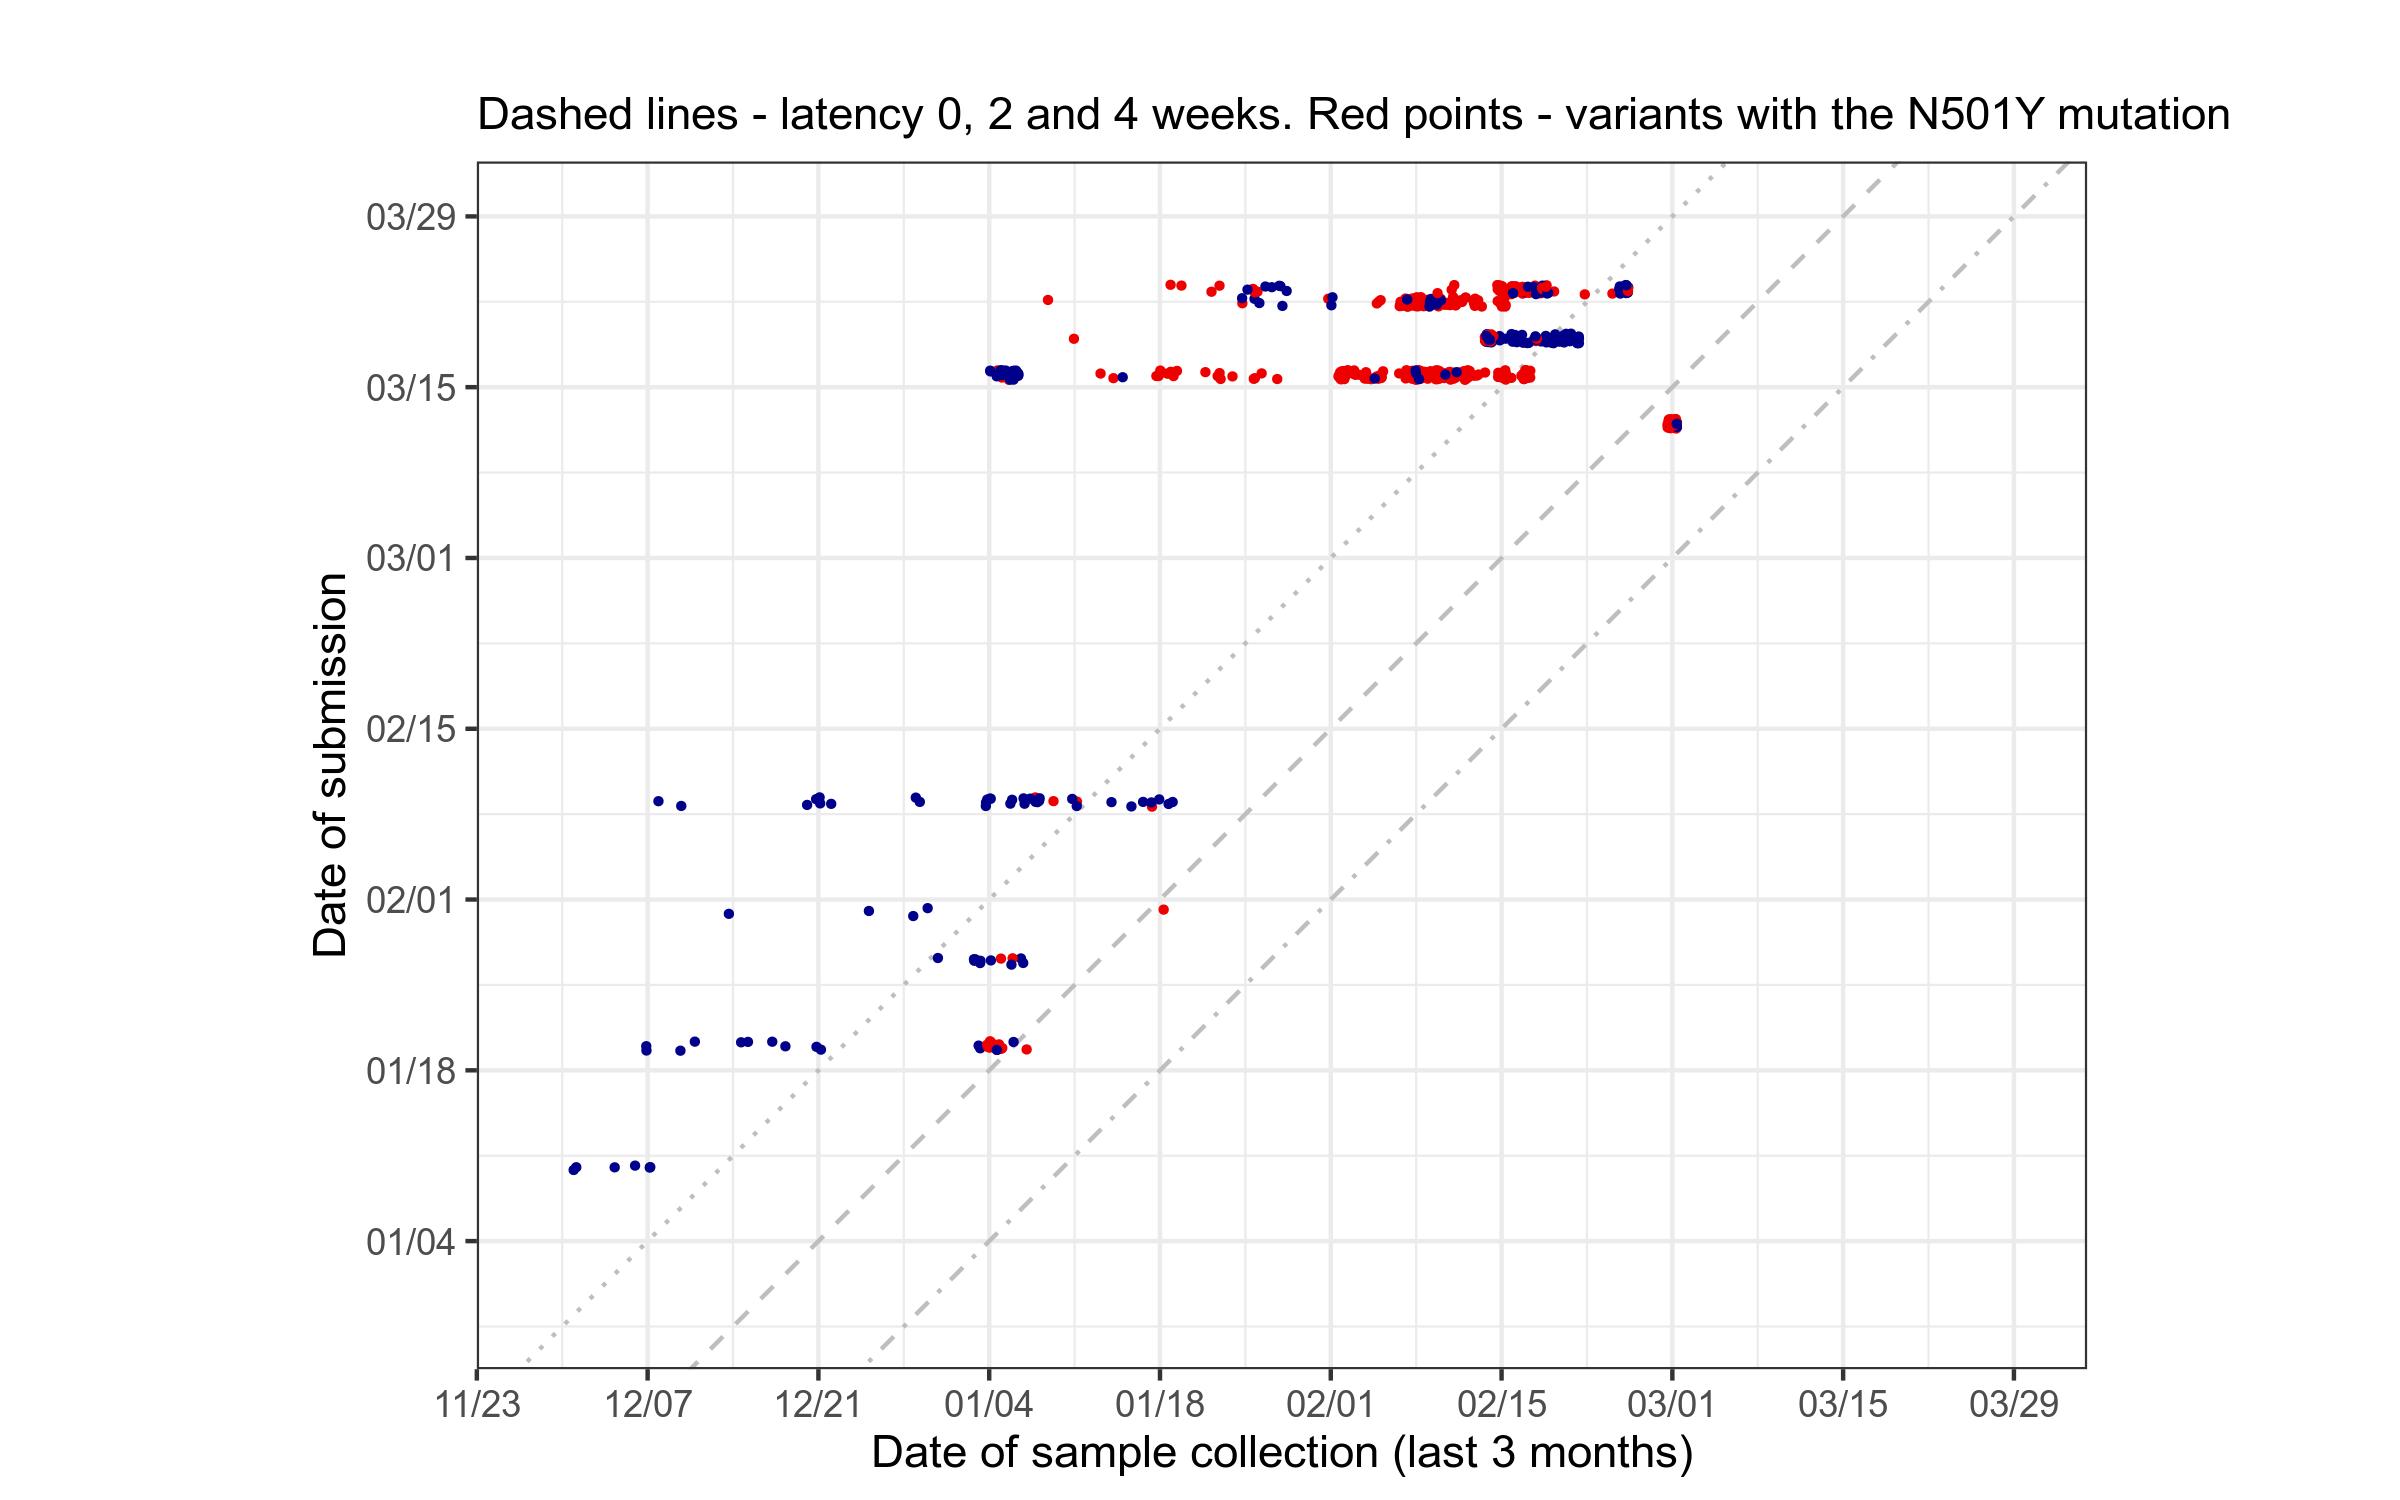 Dashed lines - latency 0, 2 and 4 weeks. Red points - variants with the N501Y mutation
Date of submission
03/29
03/15
03/01
02/15
02/01
01/18
01/04
11/23 12/07 12/21 01/04 01/18 02/01 02/15 03/01 03/15 03/29
Date of sample collection (last 3 months)